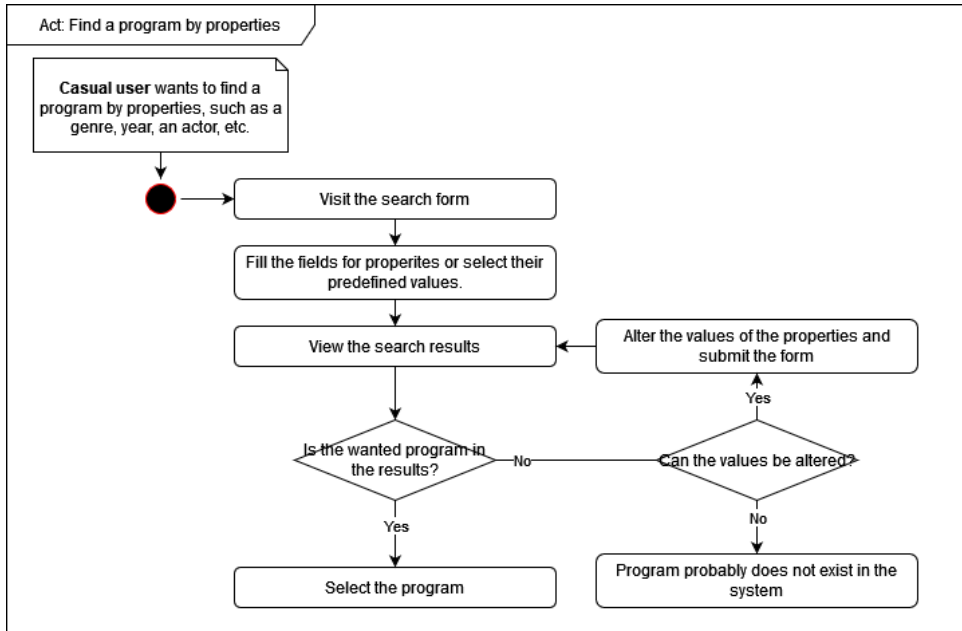 Act: Find a program by properties
Casual user wants to find a
program by properties, such as a
genre, year, an actor, etc.
Visit the search form
Fill the fields for properites or select their
predefined values.
View the search results
Alter the values of the properties and
submit the form
Yes
Is the wanted program in
the results?
No
Can the values be altered?
Yes
No
Select the program
Program probably does not exist in the
system